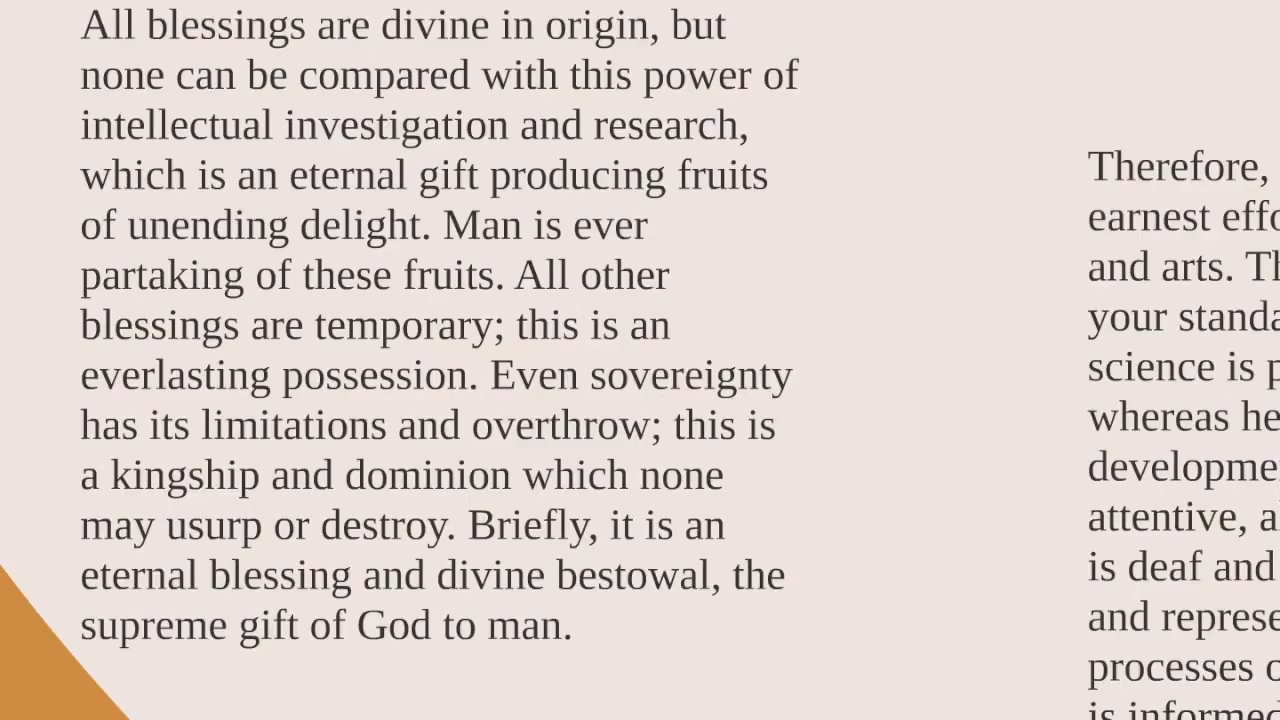 All blessings are divine in origin, but
none can be compared with this power of
intellectual investigation and research,
which is an eternal gift producing fruits
of unending delight. Man is ever
partaking of these fruits. All other
blessings are temporary; this is an
everlasting possession. Even sovereignty
has its limitations and overthrow; this is
a kingship and dominion which none
may usurp or destroy. Briefly, it is an
eternal blessing and divine bestowal, the
supreme gift of God to man.
Therefore,
earnest
and arts.
your
science is
whereas
attentive,
is deaf and
and
processes
is